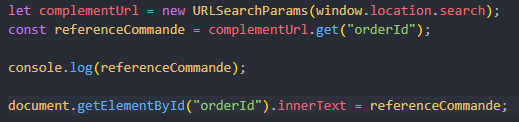 let complementUrl = new URLSearchParams(window.location.search);
const referenceCommande = complementUrl.get("orderId");
console.log(referenceCommande);
document.getElementById("orderId").innerText = referenceCommande;